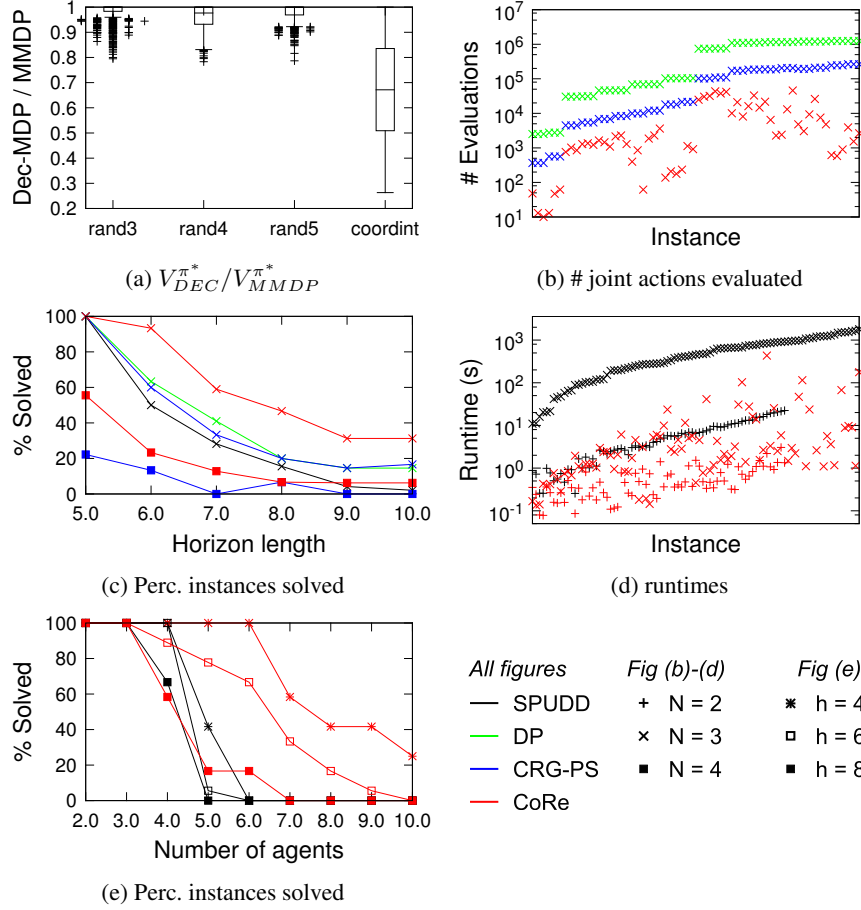 1
0.9
0.8
0.7
0.6
0.5
0.4
0.3
0.2
Dec-MDP / MMDP
rand3 rand4 rand5 coordint
(a) V^{π*}_{DEC}/V^{π*}_{MMDP}
10^7
10^6
10^5
10^4
10^3
10^2
10^1
# Evaluations
Instance
(b) # joint actions evaluated
100
80
60
40
20
0
% Solved
5.0 6.0 7.0 8.0 9.0 10.0
Horizon length
(c) Perc. instances solved
10^3
10^2
10^1
10^0
10^-1
Runtime (s)
Instance
(d) runtimes
100
80
60
40
20
0
% Solved
2.0 3.0 4.0 5.0 6.0 7.0 8.0 9.0 10.0
Number of agents
(e) Perc. instances solved
All figures Fig (b)-(d) Fig (e)
SPUDD N = 2 h = 4
DP N = 3 h = 6
CRG-PS N = 4 h = 8
CoRe